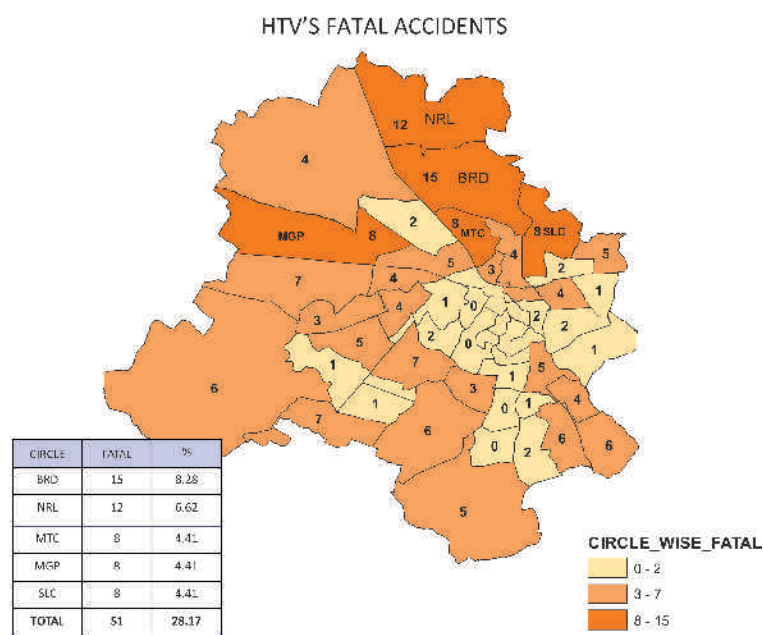 HTV'S FATAL ACCIDENTS
12 NRL
4
15 BRD
2
8 MTC
8 SLC
MGP 8
4
5
5
3
2
7
4
4
1
1
0
4
3
2
2
5
2
0
1
7
1
5
6
1
3
4
1
0
1
7
6
6
6
0
2
5
CIRCLE FATAL %
BRD 15 8.28
NRL 12 6.62
MTC 8 4.41
MGP 8 4.41
SLC 8 4.41
TOTAL 51 28.17
CIRCLE_WISE_FATAL
0 - 2
3 - 7
8 - 15